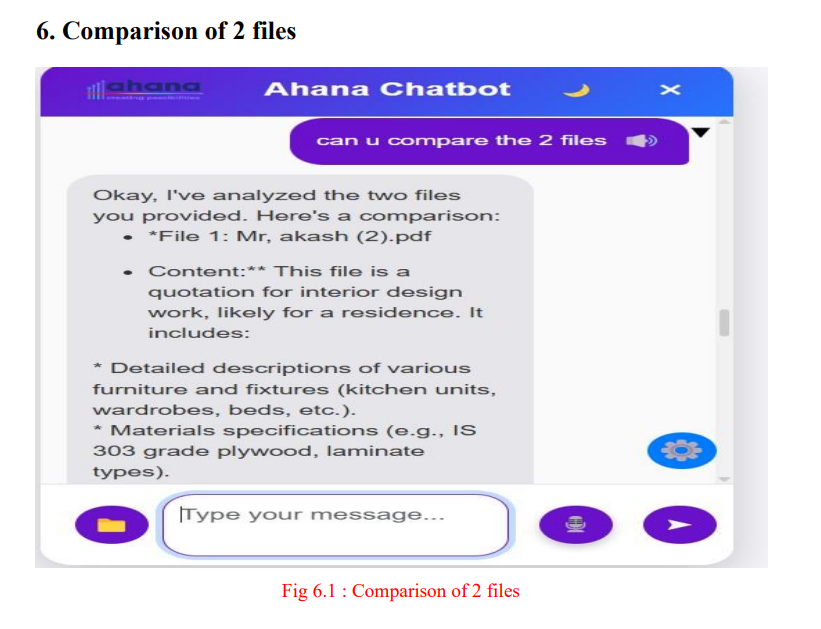 6. Comparison of 2 files
ahana
Ahana Chatbot
can u compare the 2 files
Okay, I've analyzed the two files
you provided. Here's a comparison:
• *File 1: Mr, akash (2).pdf
• Content:** This file is a
quotation for interior design
work, likely for a residence. It
includes:
* Detailed descriptions of various
furniture and fixtures (kitchen units,
wardrobes, beds, etc.).
* Materials specifications (e.g., IS
303 grade plywood, laminate
types).
Type your message...
Fig 6.1 : Comparison of 2 files